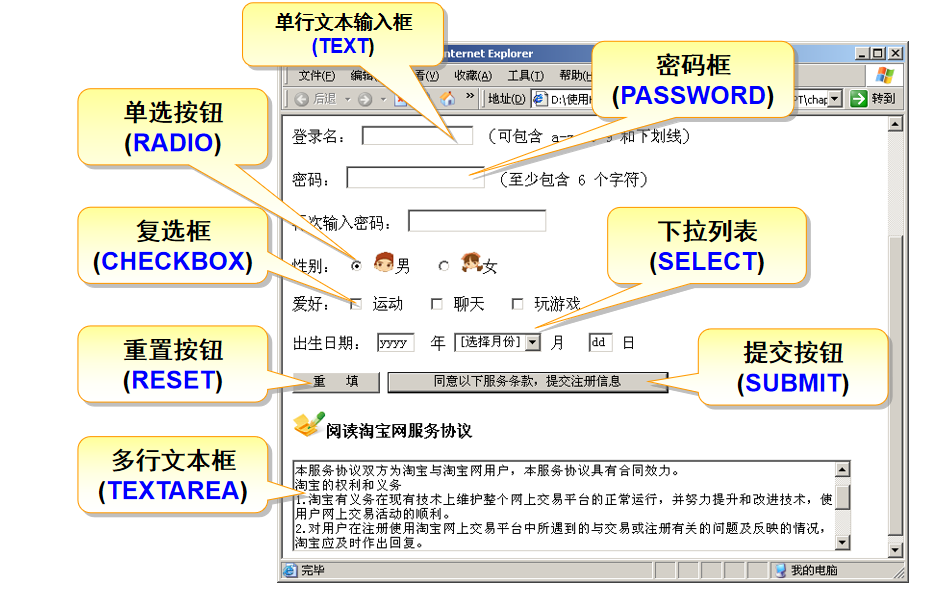 单行文本输入框
(TEXT)
nternet Explorer
密码框
(PASSWORD)
文件(F) 编辑 看(V) 收藏(A) 工具(T) 帮助(H
后退 地址(D) D:\使用H PT\chap 转到
单选按钮
(RADIO)
登录名： （可包含 a-z 0-9 和下划线）
密码： （至少包含 6 个字符）
复选框
(CHECKBOX)
次输入密码：
下拉列表
(SELECT)
性别： 男 女
爱好： 运动 聊天 玩游戏
出生日期： yyyy 年 [选择月份] 月 dd 日
重置按钮
(RESET)
提交按钮
(SUBMIT)
重 填 同意以下服务条款，提交注册信息
阅读淘宝网服务协议
多行文本框
(TEXTAREA)
本服务协议双方为淘宝与淘宝网用户，本服务协议具有合同效力。
淘宝的权利和义务
1.淘宝有义务在现有技术上维护整个网上交易平台的正常运行，并努力提升和改进技术，使
用户网上交易活动的顺利。
2.对用户在注册使用淘宝网上交易平台中所遇到的与交易或注册有关的问题及反映的情况，
淘宝应及时作出回复。
完毕 我的电脑